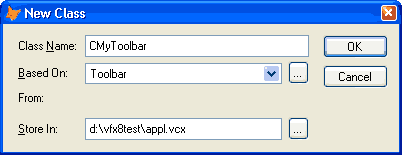 New Class
Class Name: CMyToolbar OK
Based On: Toolbar ... Cancel
From:
Store In: d:\vfx8test\appl.vcx ...